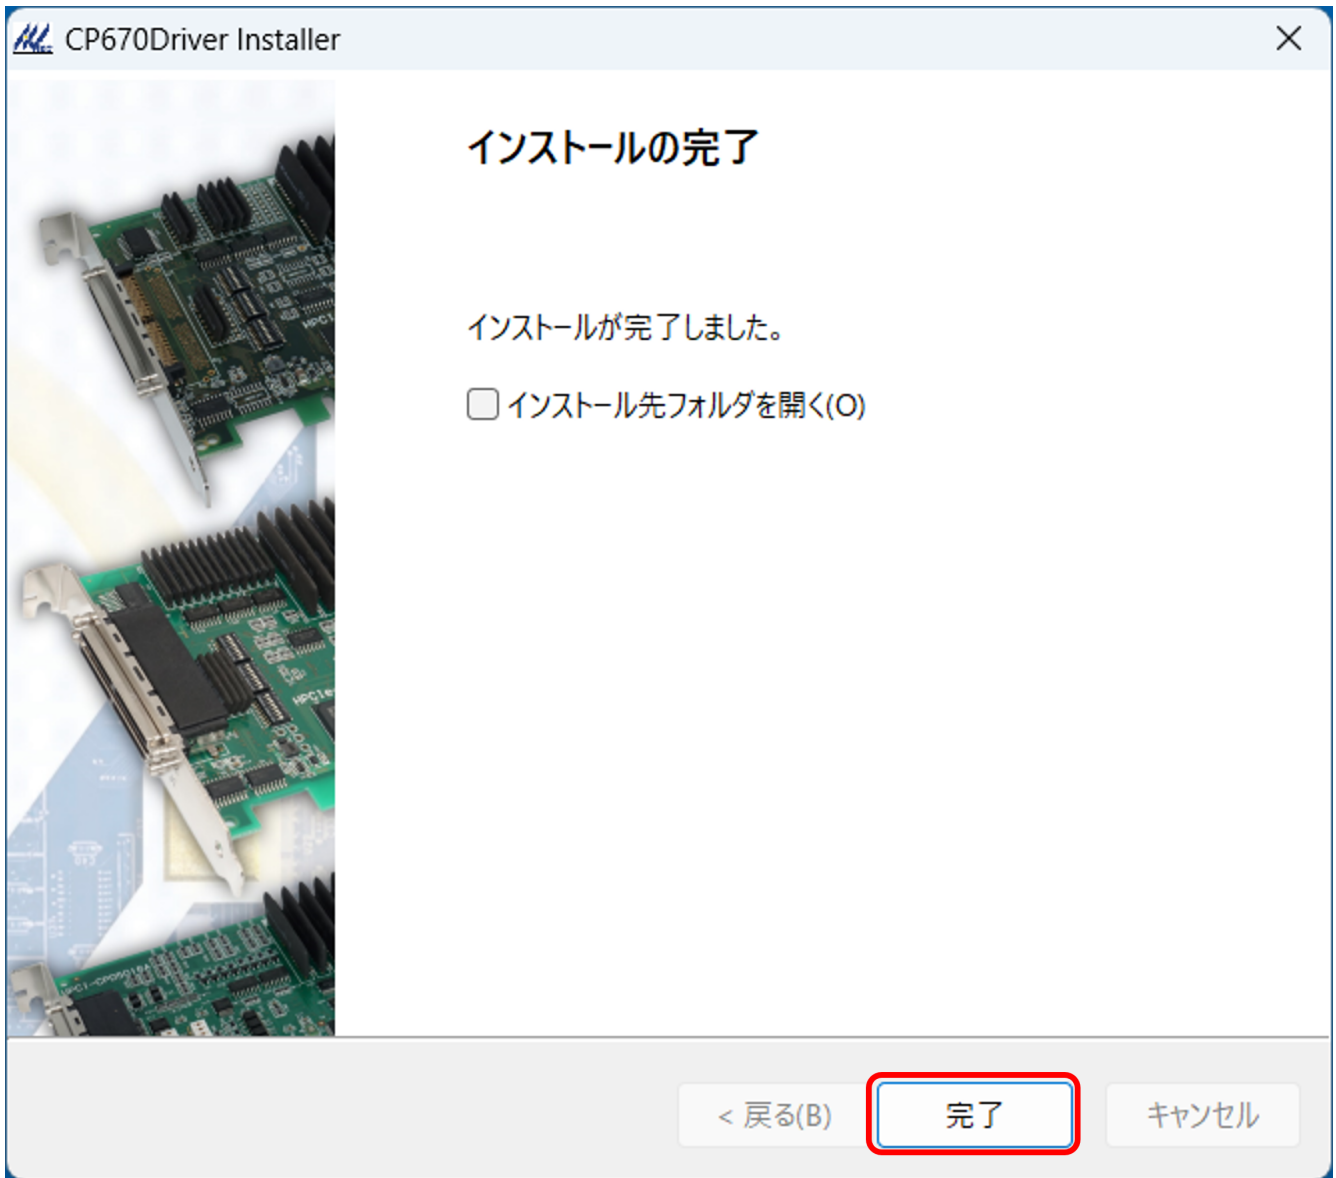 CP670Driver Installer
インストールの完了
インストールが完了しました。
インストール先フォルダを開く(O)
< 戻る(B)
完了
キャンセル